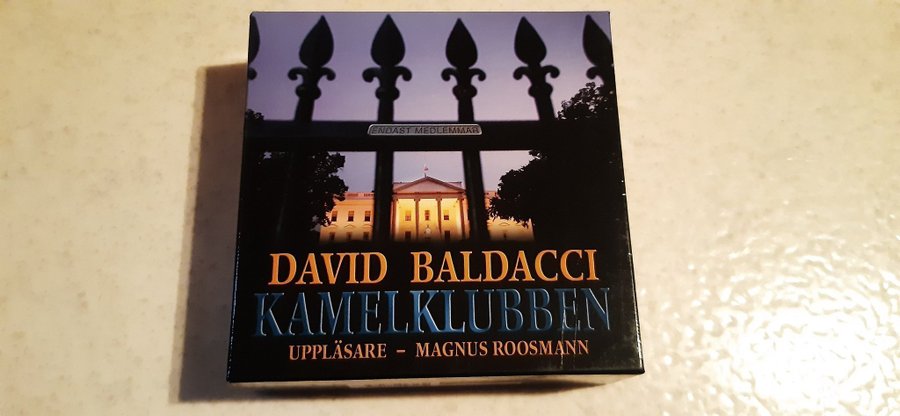 ENDAST MEDLEMMAR
DAVID BALDACCI
KAMELKLUBBEN
UPPLÄSARE – MAGNUS ROOSMANN